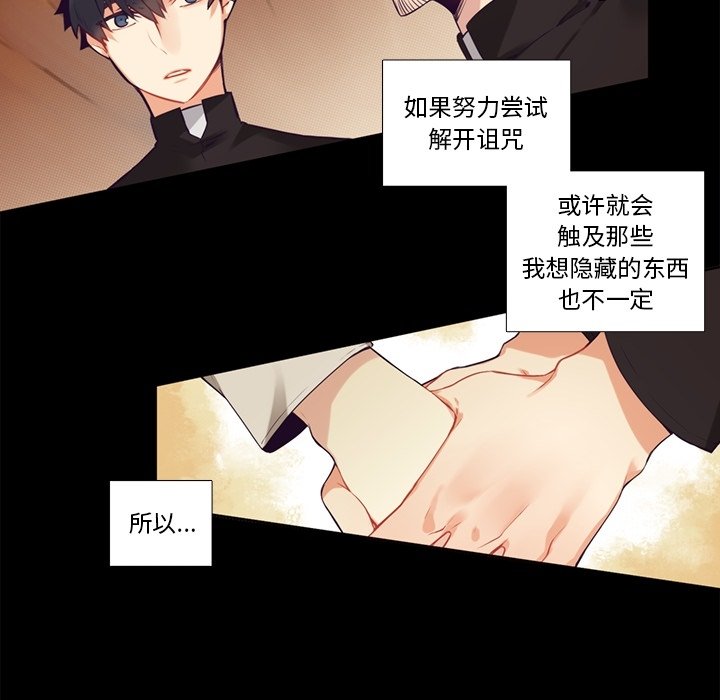 如果努力尝试
解开诅咒
或许就会
触及那些
我想隐藏的东西
也不一定
所以...